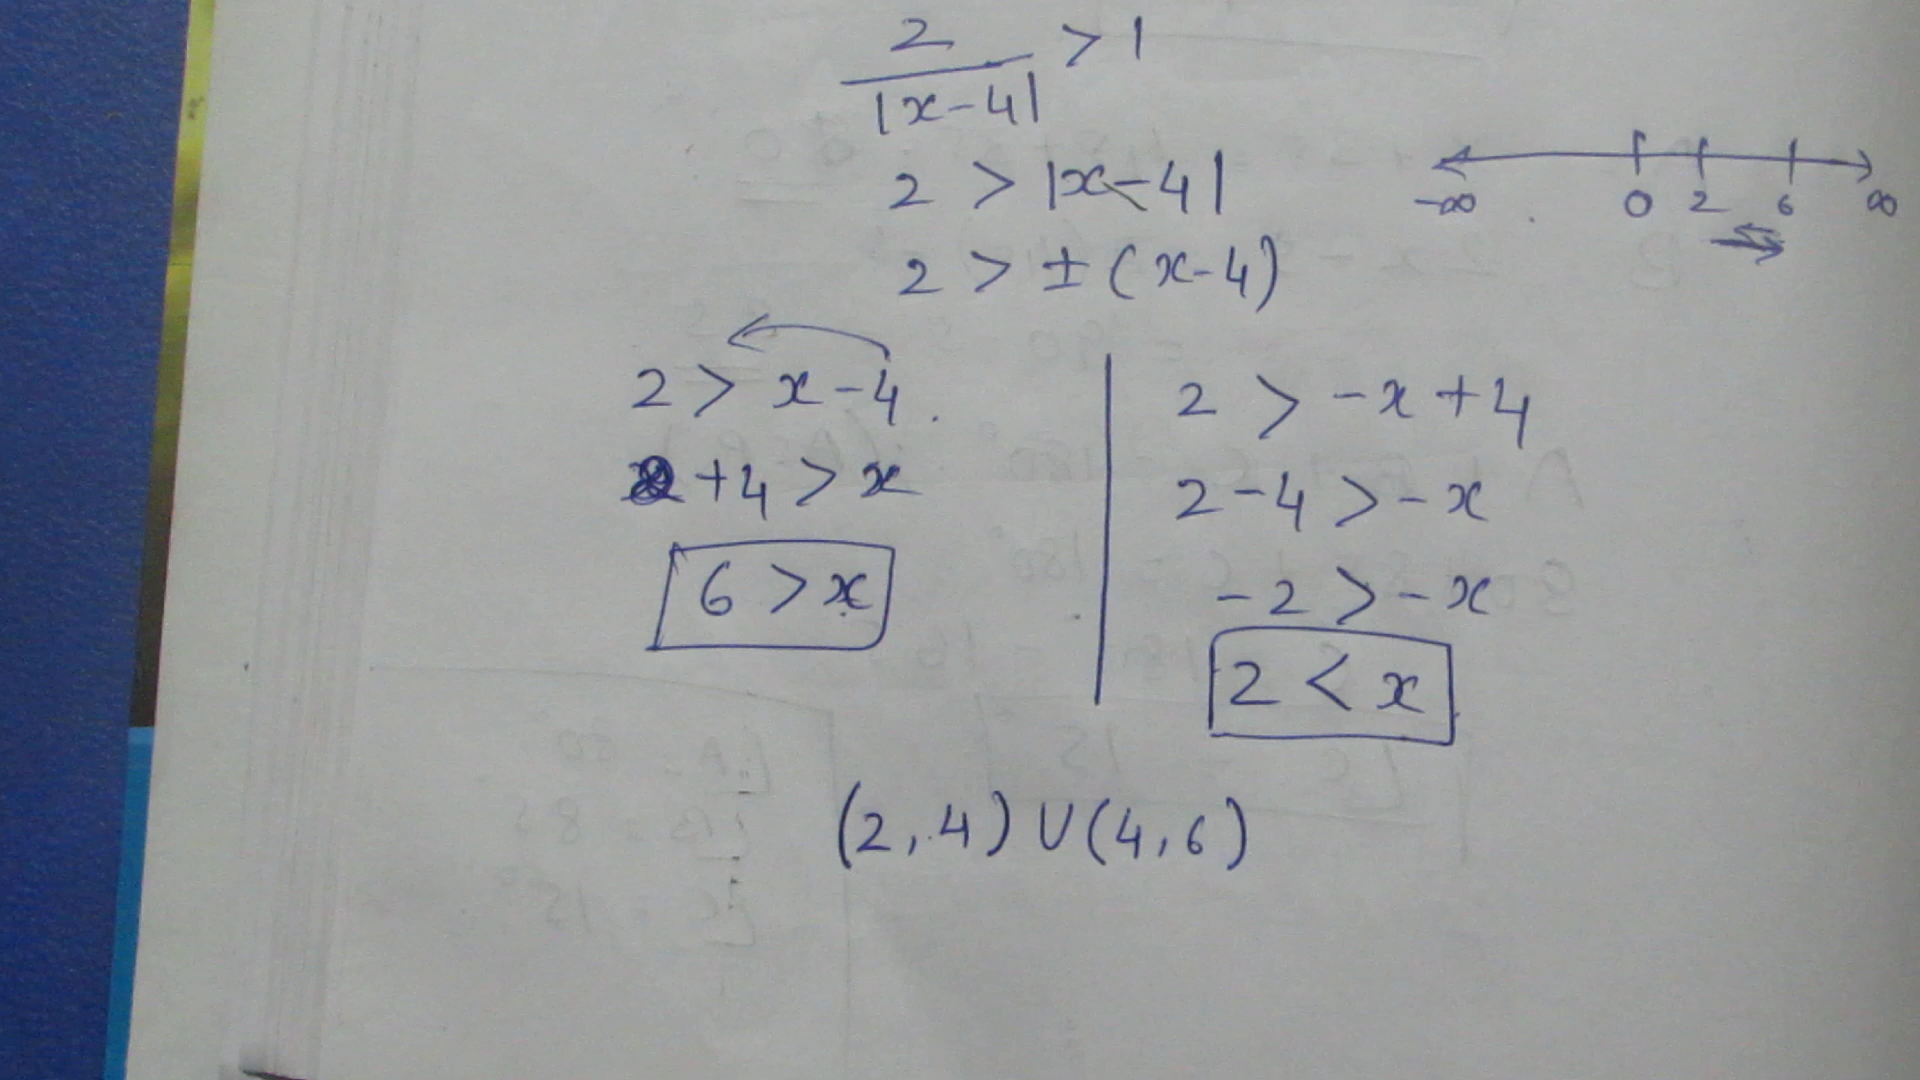 2/|x-4| > 1
2 > |x-4|
-∞ 0 2 6 ∞
2 > ± (x-4)
2 > x-4.
+4 > x
6 > x
2 > -x+4
2-4 > -x
-2 > -x
2 < x
(2,4) U (4,6)